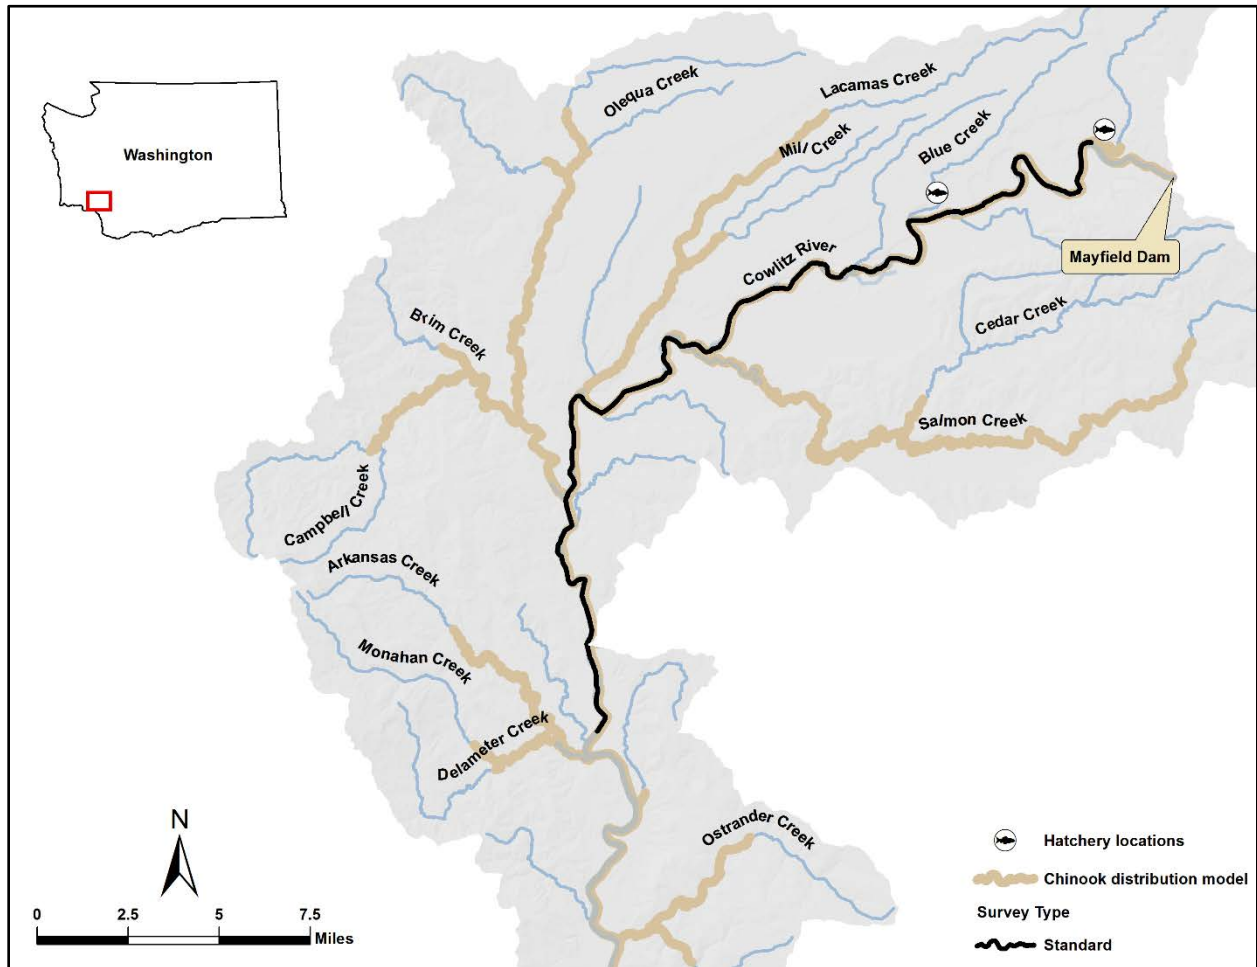 Washington
Olequa Creek
Lacamas Creek
Mill Creek
Blue Creek
Cowlitz River
Mayfield Dam
Cedar Creek
Brim Creek
Salmon Creek
Campbell Creek
Arkansas Creek
Monahan Creek
Delameter Creek
Ostrander Creek
N
0 2.5 5 7.5
Miles
Hatchery locations
Chinook distribution model
Survey Type
Standard